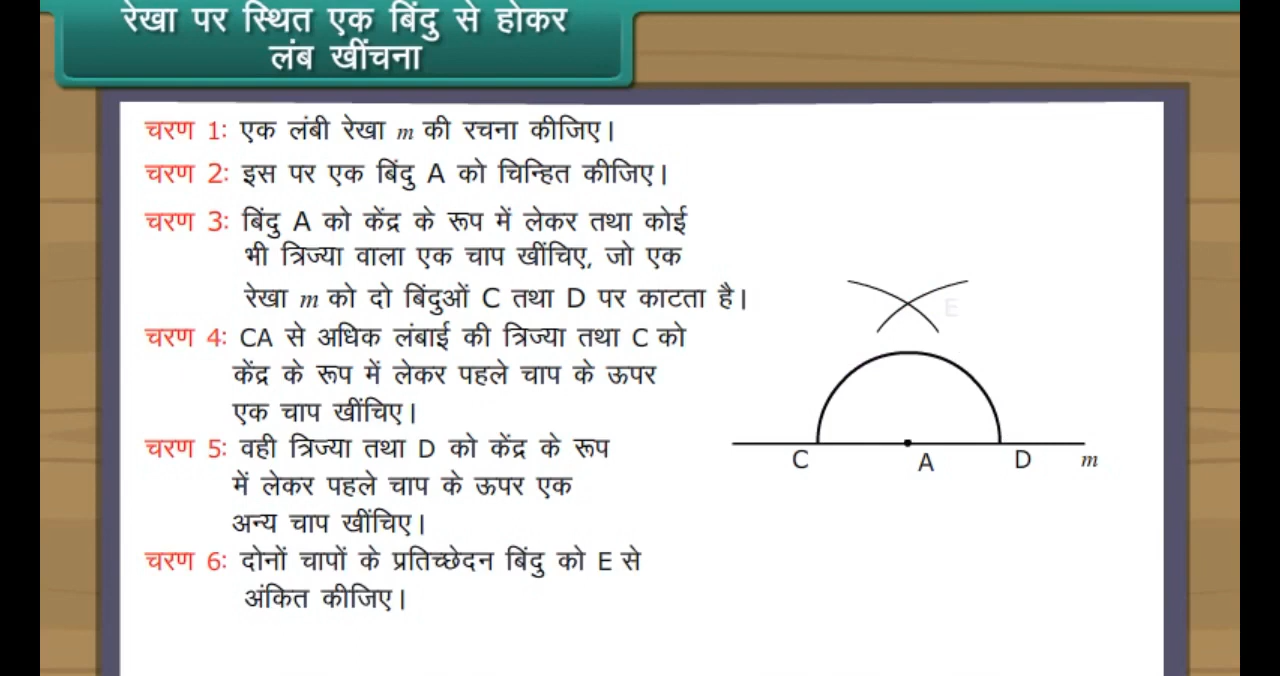 रेखा पर स्थित एक बिंदु से होकर
लंब खींचना
चरण 1: एक लंबी रेखा m की रचना कीजिए।
चरण 2: इस पर एक बिंदु A को चिन्हित कीजिए।
चरण 3: बिंदु A को केंद्र के रूप में लेकर तथा कोई
भी त्रिज्या वाला एक चाप खींचिए, जो एक
रेखा m को दो बिंदुओं C तथा D पर काटता है।
चरण 4: CA से अधिक लंबाई की त्रिज्या तथा C को
केंद्र के रूप में लेकर पहले चाप के ऊपर
एक चाप खींचिए।
चरण 5: वही त्रिज्या तथा D को केंद्र के रूप
में लेकर पहले चाप के ऊपर एक
अन्य चाप खींचिए।
चरण 6: दोनों चापों के प्रतिच्छेदन बिंदु को E से
अंकित कीजिए।
E
C A D m